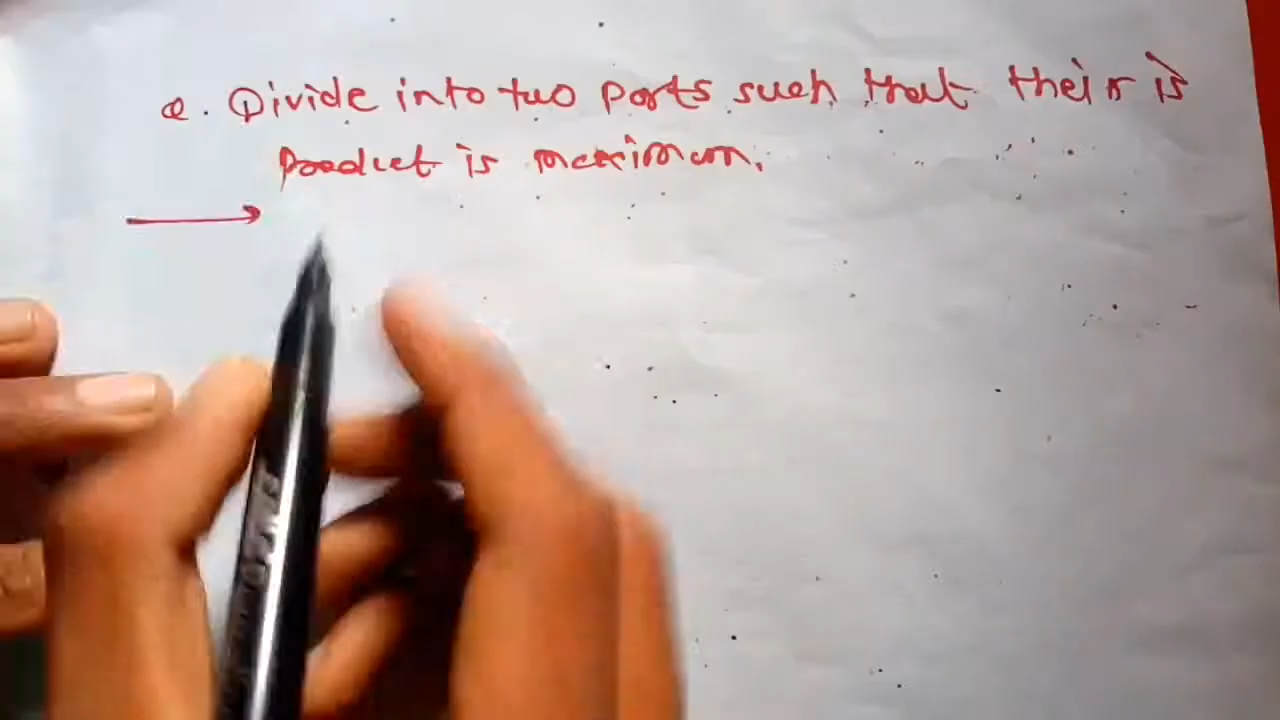 Q. Divide into two parts such that their is
product is maximum.